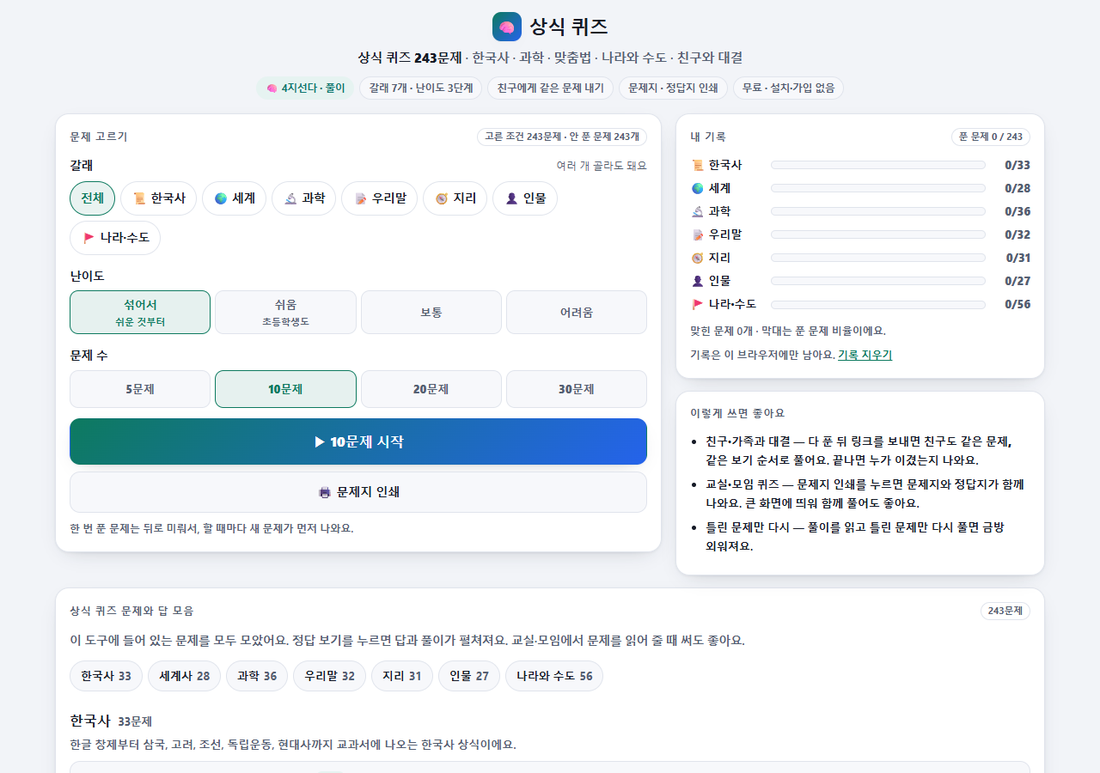 상식 퀴즈
상식 퀴즈 243문제 · 한국사 · 과학 · 맞춤법 · 나라와 수도 · 친구와 대결
4지선다 · 풀이
갈래 7개 · 난이도 3단계
친구에게 같은 문제 내기
문제지 · 정답지 인쇄
무료 · 설치·가입 없음
문제 고르기
고른 조건 243문제 · 안 푼 문제 243개
갈래
여러 개 골라도 돼요
전체
한국사
세계
과학
우리말
지리
인물
나라·수도
난이도
섞어서
쉬운 것부터
쉬움
초등학생도
보통
어려움
문제 수
5문제
10문제
20문제
30문제
▶ 10문제 시작
문제지 인쇄
한 번 푼 문제는 뒤로 미뤄서, 할 때마다 새 문제가 먼저 나와요.
내 기록
푼 문제 0 / 243
한국사 0/33
세계 0/28
과학 0/36
우리말 0/32
지리 0/31
인물 0/27
나라·수도 0/56
맞힌 문제 0개 · 막대는 푼 문제 비율이에요.
기록은 이 브라우저에만 남아요. 기록 지우기
이렇게 쓰면 좋아요
• 친구·가족과 대결 — 다 푼 뒤 링크를 보내면 친구도 같은 문제,
같은 보기 순서로 풀어요. 끝나면 누가 이겼는지 나와요.
• 교실·모임 퀴즈 — 문제지 인쇄를 누르면 문제지와 정답지가 함께
나와요. 큰 화면에 띄워 함께 풀어도 좋아요.
• 틀린 문제만 다시 — 풀이를 읽고 틀린 문제만 다시 풀면 금방
외워져요.
상식 퀴즈 문제와 답 모음
243문제
이 도구에 들어 있는 문제를 모두 모았어요. 정답 보기를 누르면 답과 풀이가 펼쳐져요. 교실·모임에서 문제를 읽어 줄 때 써도 좋아요.
한국사 33
세계사 28
과학 36
우리말 32
지리 31
인물 27
나라와 수도 56
한국사 33문제
한글 창제부터 삼국, 고려, 조선, 독립운동, 현대사까지 교과서에 나오는 한국사 상식이에요.